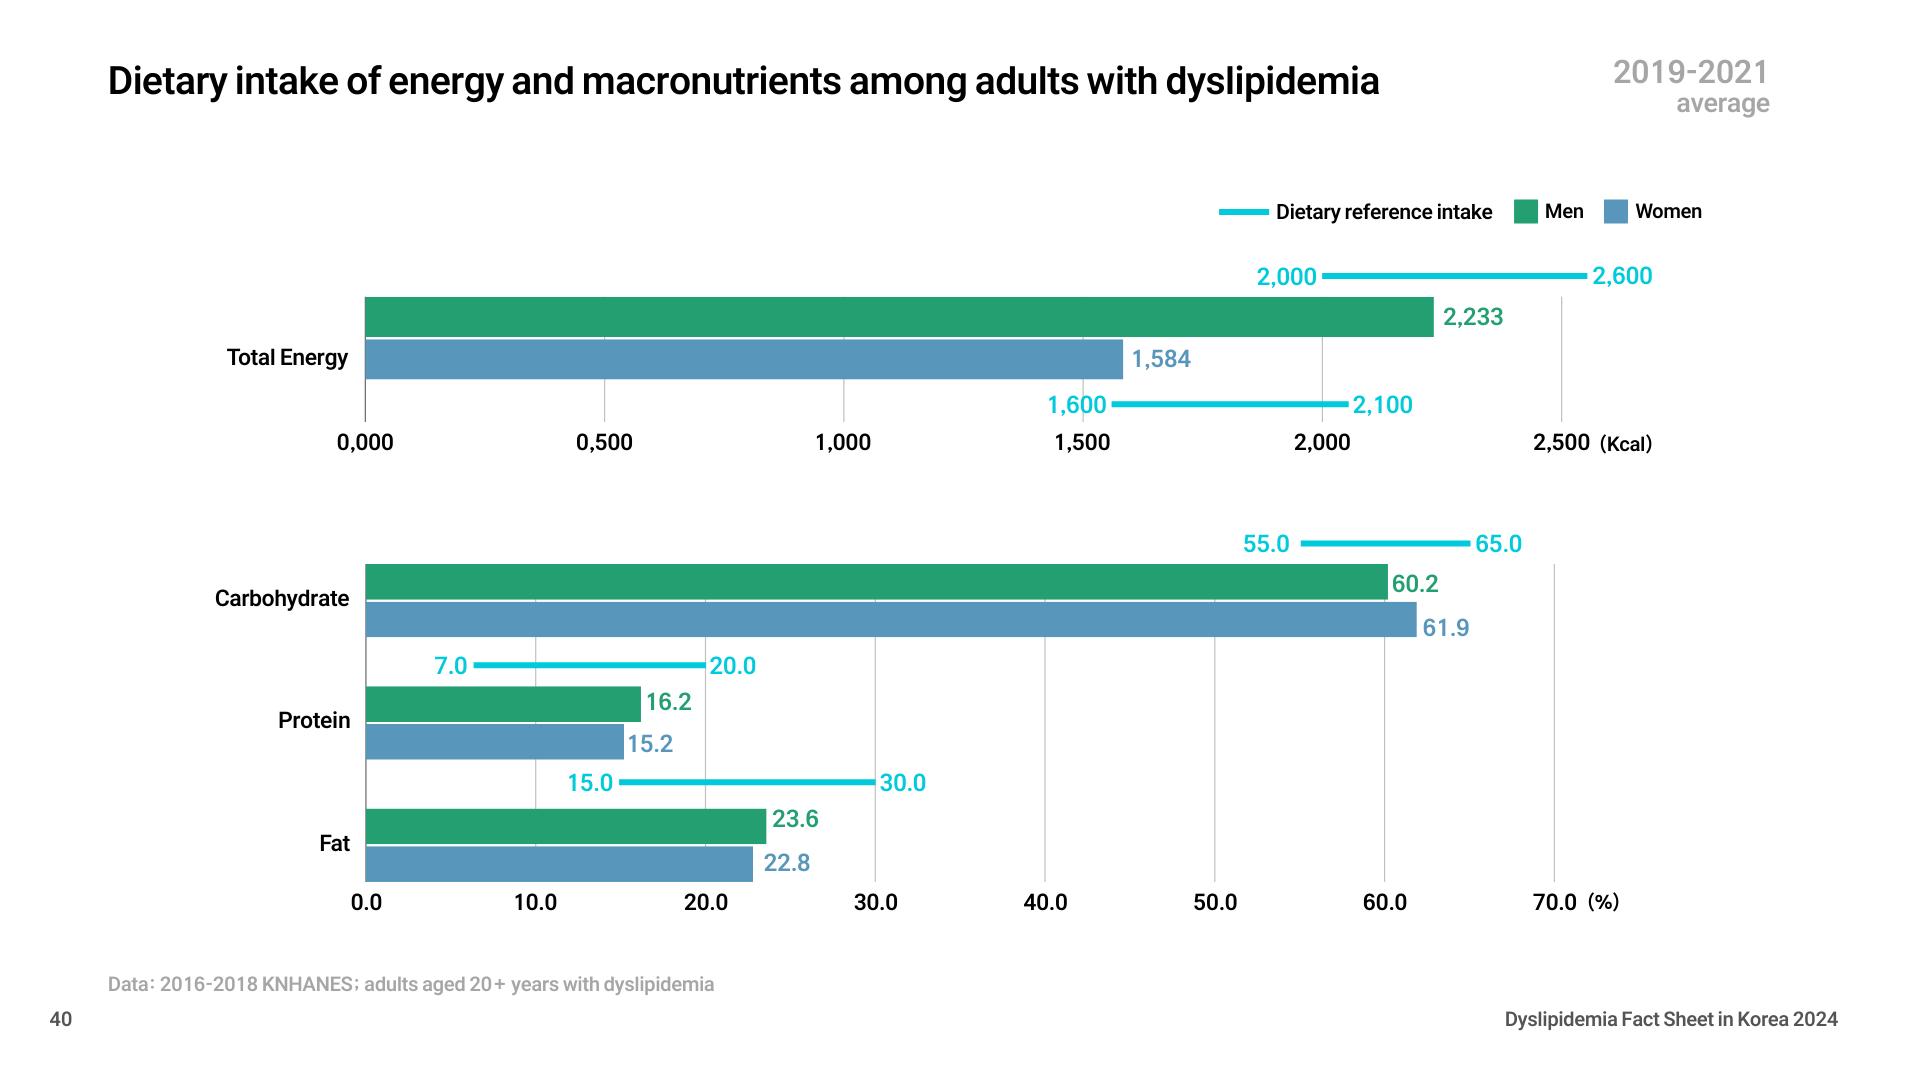 Dietary intake of energy and macronutrients among adults with dyslipidemia
2019-2021
average
Dietary reference intake Men Women
2,000 2,600
2,233
Total Energy
1,584
1,600 2,100
0,000 0,500 1,000 1,500 2,000 2,500 (Kcal)
55.0 65.0
60.2
Carbohydrate
61.9
7.0 20.0
16.2
Protein
15.2
15.0 30.0
23.6
Fat
22.8
0.0 10.0 20.0 30.0 40.0 50.0 60.0 70.0 (%)
Data: 2016-2018 KNHANES; adults aged 20+ years with dyslipidemia
40
Dyslipidemia Fact Sheet in Korea 2024